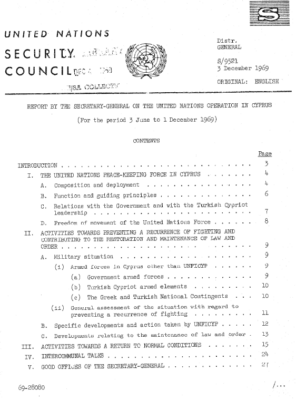 UNITED NATIONS
SECURITY
COUNCIL
S
Distr.
GENERAL
S/9521
3 December 1969
ORIGINAL: ENGLISH
REPORT BY THE SECRETARY-GENERAL ON THE UNITED NATIONS OPERATION IN CYPRUS
(For the period 3 June to 1 December 1969)
CONTENTS
Page
INTRODUCTION . . . . . . . . . . 3
I. THE UNITED NATIONS PEACE-KEEPING FORCE IN CYPRUS . . . . . . . . 4
A. Composition and deployment . . . . . . . . . . 4
B. Function and guiding principles . . . . . . . . . . 6
C. Relations with the Government and with the Turkish Cypriot
leadership . . . . . . . . . . 7
D. Freedom of movement of the United Nations Force . . . . . . 8
II. ACTIVITIES TOWARDS PREVENTING A RECURRENCE OF FIGHTING AND
CONTRIBUTING TO THE RESTORATION AND MAINTENANCE OF LAW AND
ORDER . . . . . . . . . . 9
A. Military situation . . . . . . . . . . 9
(i) Armed forces in Cyprus other than UNFICYP . . . . . . 9
(a) Government armed forces . . . . . . . . . . 9
(b) Turkish Cypriot armed elements . . . . . . . . 10
(c) The Greek and Turkish National Contingents . . . 10
(ii) General assessment of the situation with regard to
preventing a recurrence of fighting . . . . . . . . 11
B. Specific developments and action taken by UNFICYP . . . . . 12
C. Developments relating to the maintenance of law and order . 13
III. ACTIVITIES TOWARDS A RETURN TO NORMAL CONDITIONS . . . . . . 15
IV. INTERCOMMUNAL TALKS . . . . . . . . . . 24
V. GOOD OFFICES OF THE SECRETARY-GENERAL . . . . . . . . 27
/...